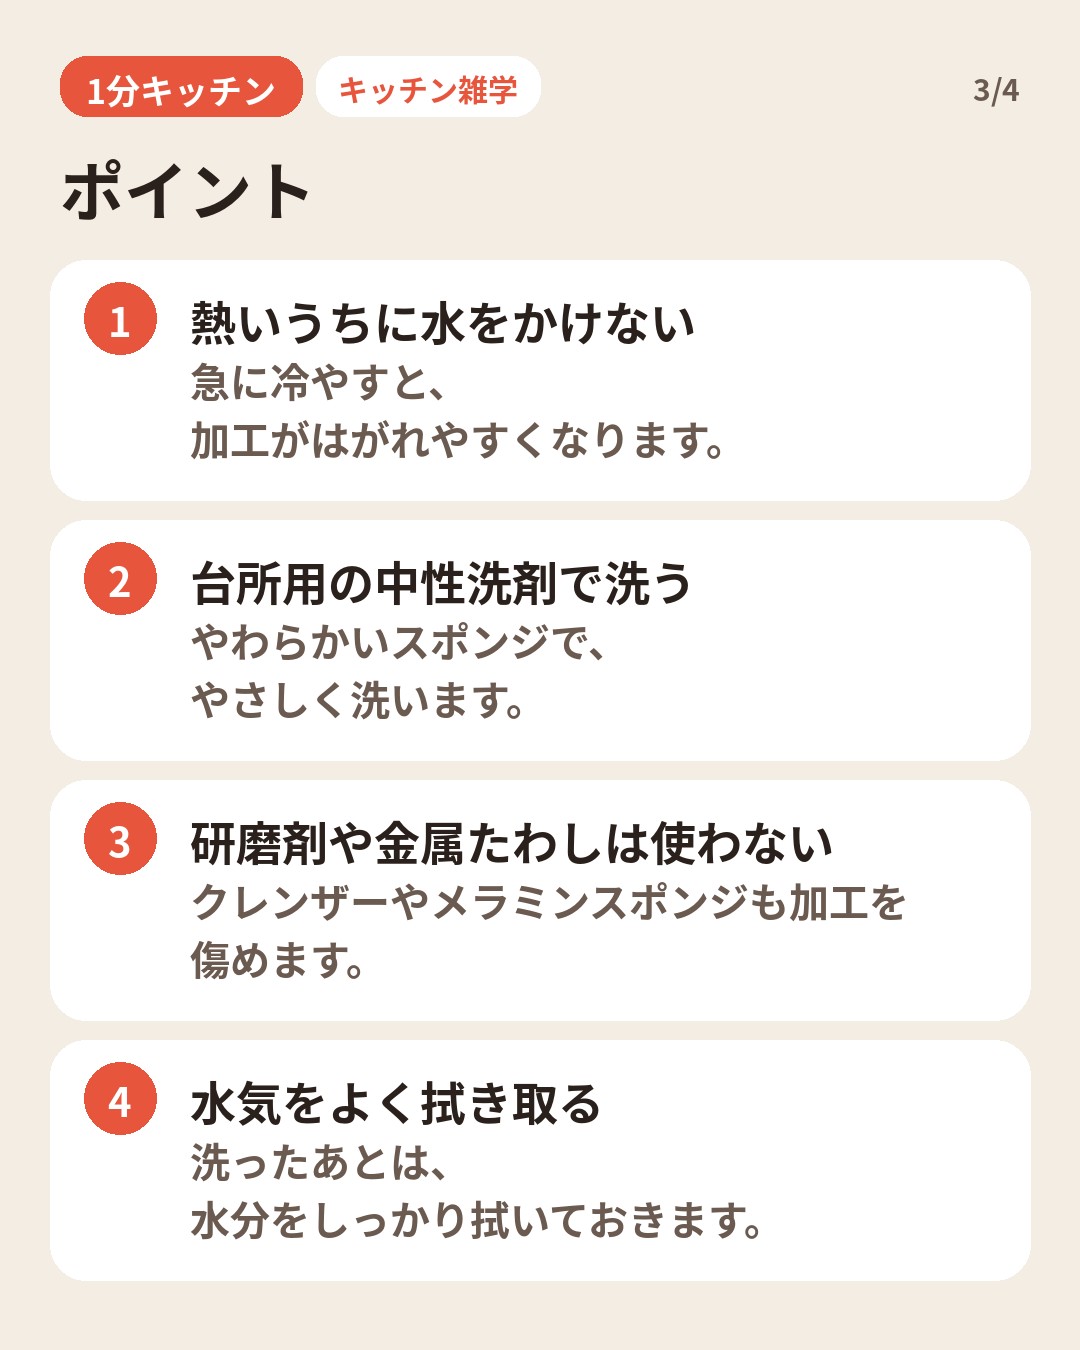 1分キッチン
キッチン雑学
3/4
ポイント
1
熱いうちに水をかけない
急に冷やすと、
加工がはがれやすくなります。
2
台所用の中性洗剤で洗う
やわらかいスポンジで、
やさしく洗います。
3
研磨剤や金属たわしは使わない
クレンザーやメラミンスポンジも加工を
傷めます。
4
水気をよく拭き取る
洗ったあとは、
水分をしっかり拭いておきます。